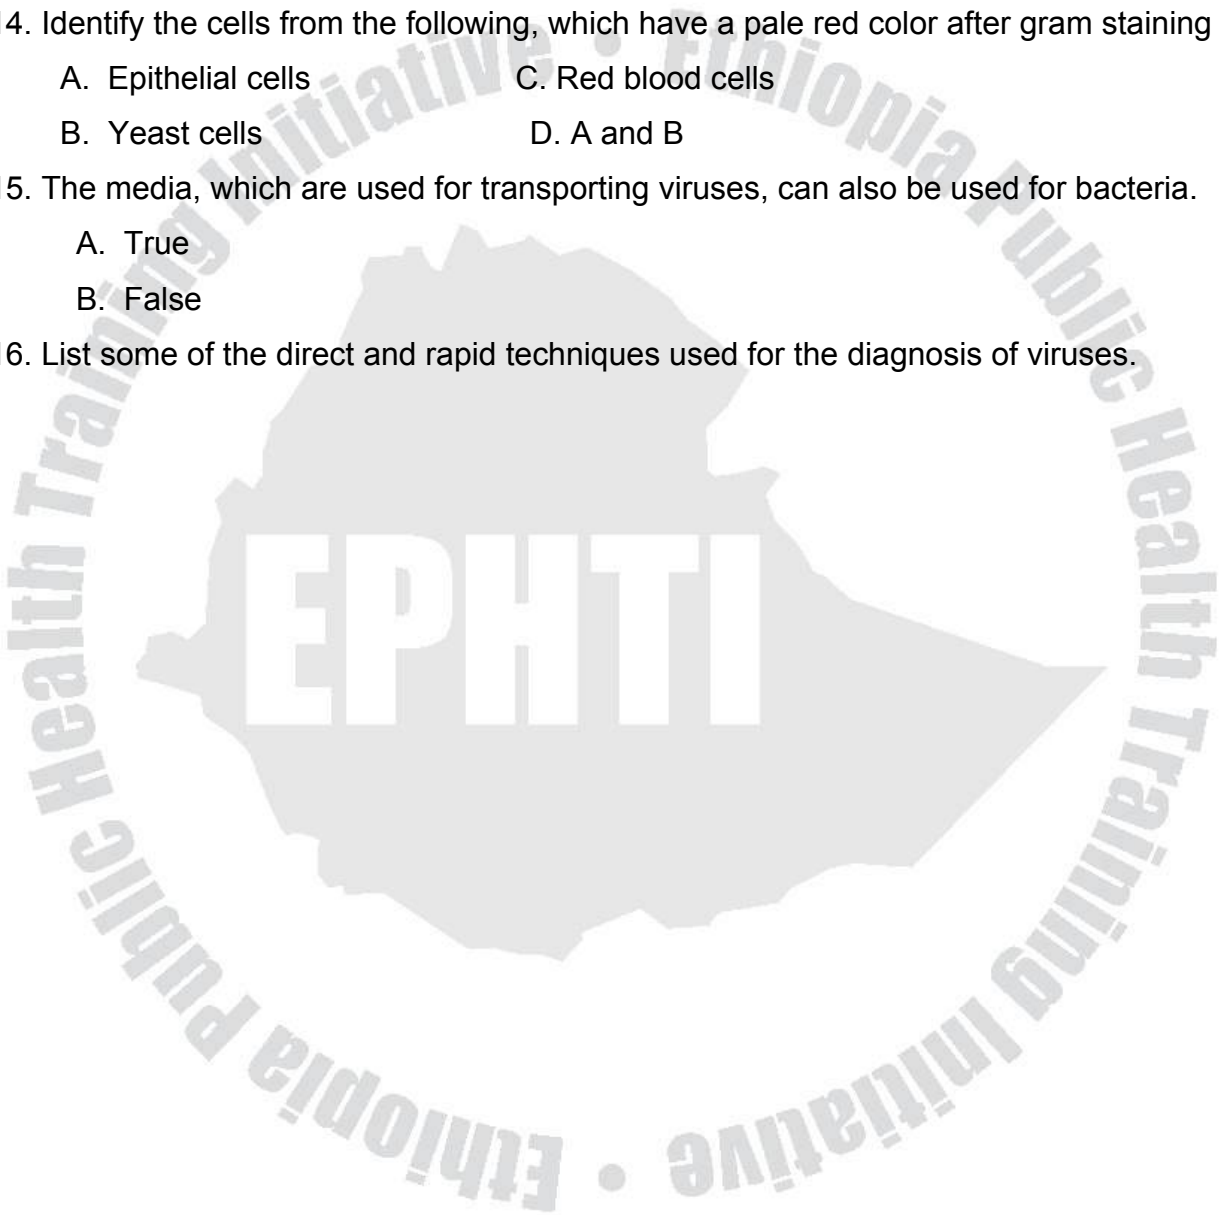 14. Identify the cells from the following, which have a pale red color after gram staining
A. Epithelial cells C. Red blood cells
B. Yeast cells D. A and B
15. The media, which are used for transporting viruses, can also be used for bacteria.
A. True
B. False
16. List some of the direct and rapid techniques used for the diagnosis of viruses.
Ethiopia Public Health Training Initiative • Ethiopia Public Health Training Initiative •
EPHTI